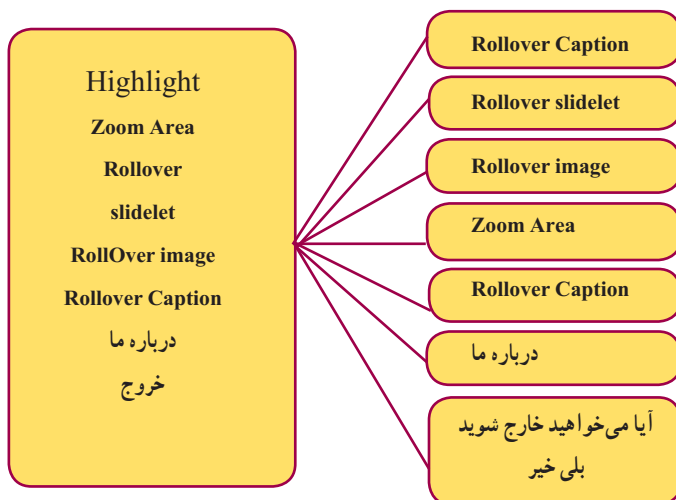 Highlight
Zoom Area
Rollover
slidelet
RollOver image
Rollover Caption
درباره ما
خروج
Rollover Caption
Rollover slidelet
Rollover image
Zoom Area
Rollover Caption
درباره ما
آیا می‌خواهید خارج شوید
بلی خیر